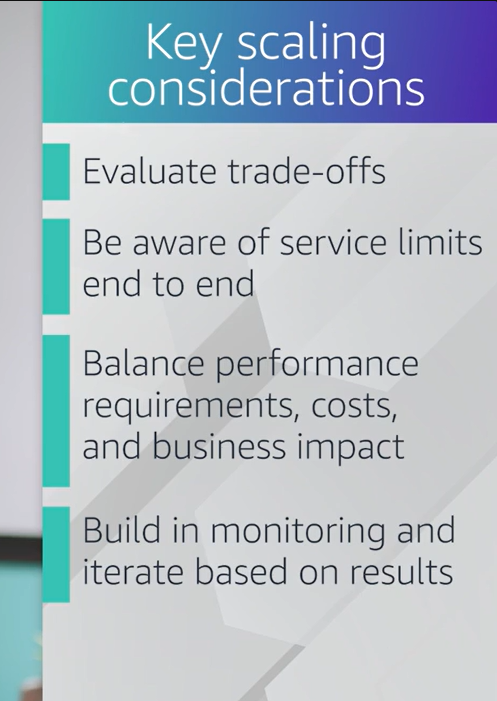 Key scaling
considerations
Evaluate trade-offs
Be aware of service limits
end to end
Balance performance
requirements, costs,
and business impact
Build in monitoring and
iterate based on results